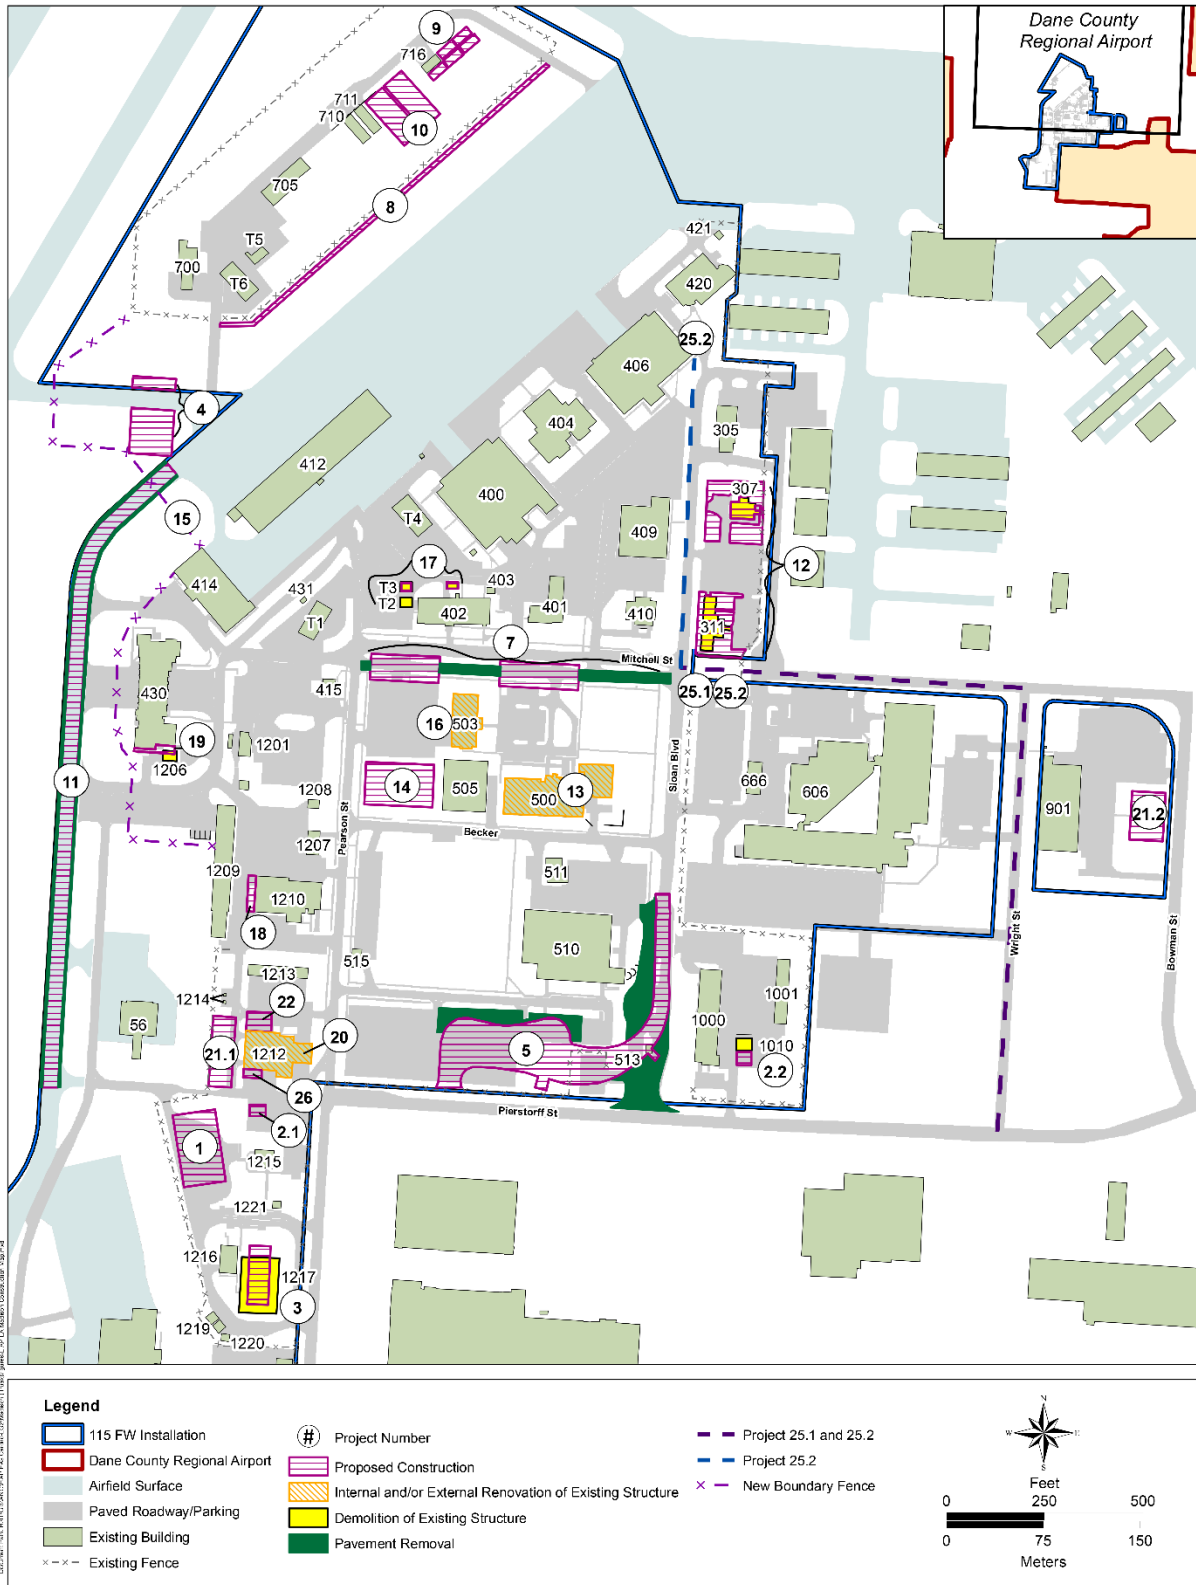 Dane County
Regional Airport
9
716
711
710
10
705
8
T5
700
T6
421
420
25.2
406
4
305
404
412
307
400
15
T4
409
12
17
403
414
431
T3
T2
402
401
410
T1
311
7
Mitchell St
430
415
25.1
25.2
16
503
19
1201
1206
Sloan Blvd
11
14
505
13
500
666
606
901
21.2
1208
Pearson St
Becker
1207
1209
511
1210
18
510
Wright St
Bowman St
515
1213
1214
22
56
1000
1001
20
21.1
1212
5
513
1010
2.2
26
Pierstorff St
2.1
1
1215
1221
1216
1217
3
1219
1220
Legend
115 FW Installation
Dane County Regional Airport
Airfield Surface
Paved Roadway/Parking
Existing Building
Existing Fence
# Project Number
Proposed Construction
Internal and/or External Renovation of Existing Structure
Demolition of Existing Structure
Pavement Removal
Project 25.1 and 25.2
Project 25.2
New Boundary Fence
N
W E
S
Feet
0 250 500
0 75 150
Meters